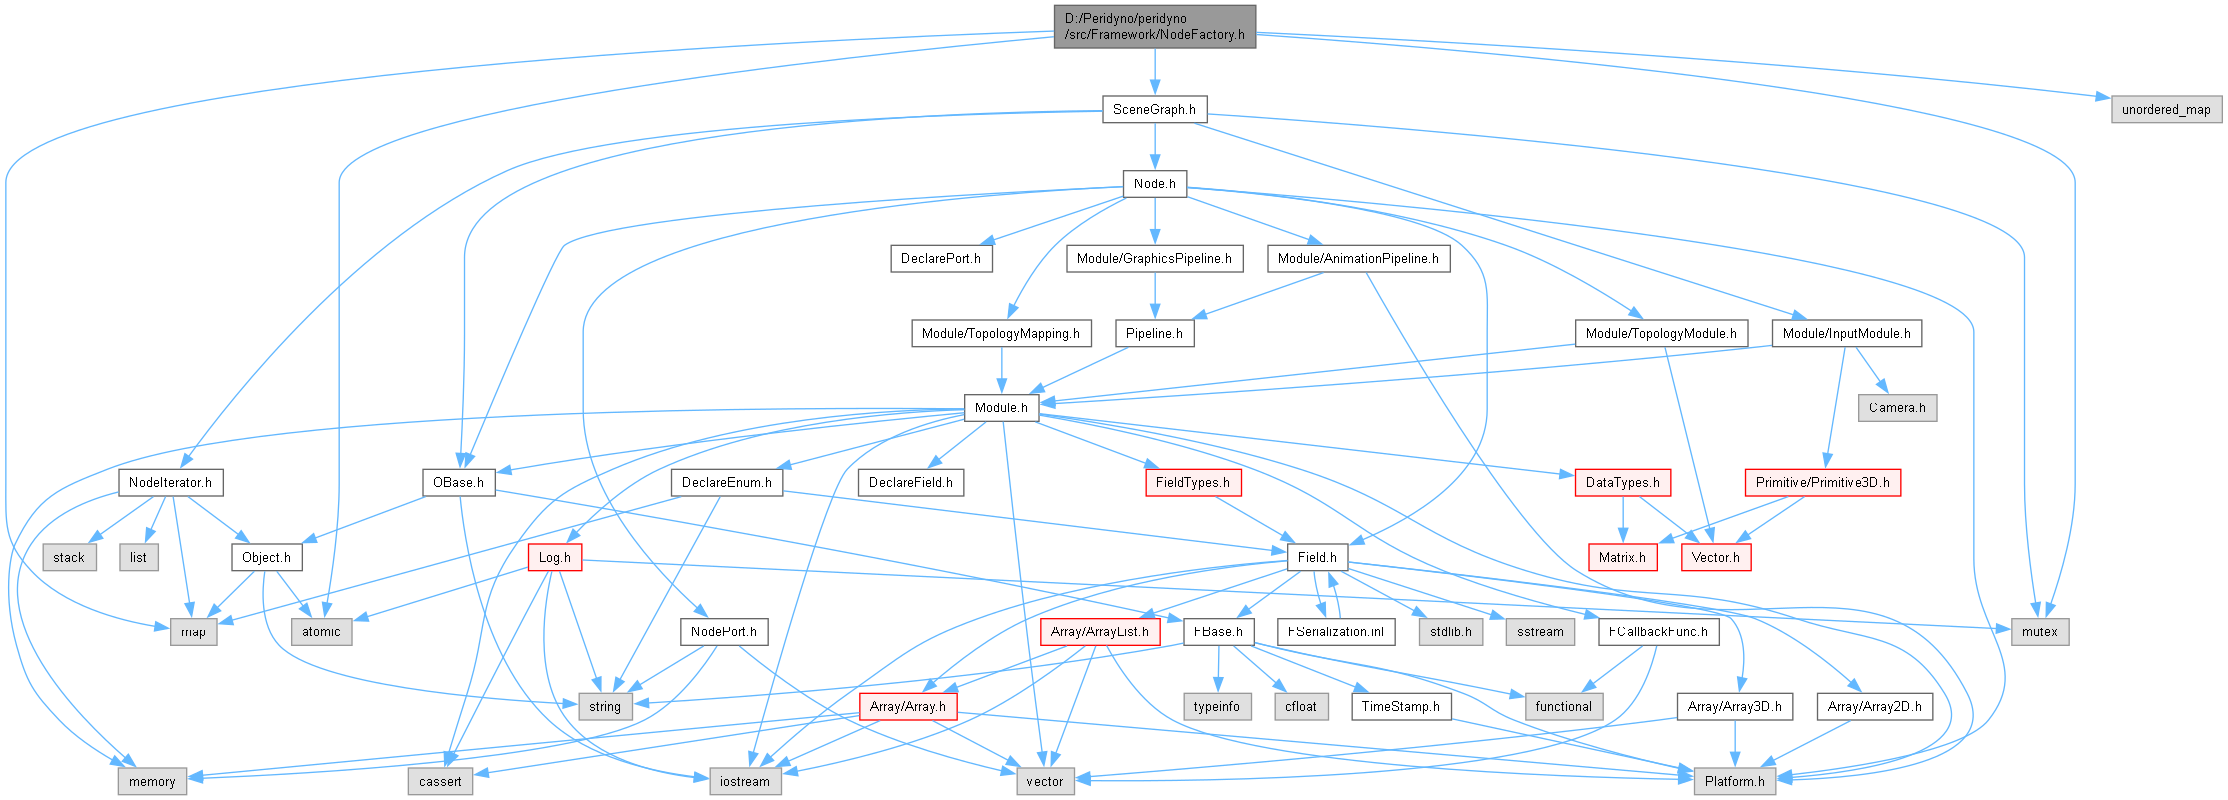 D:/Peridyno/peridyno
/src/Framework/NodeFactory.h
SceneGraph.h
unordered_map
Node.h
DeclarePort.h
Module/GraphicsPipeline.h
Module/AnimationPipeline.h
Module/TopologyMapping.h
Pipeline.h
Module/TopologyModule.h
Module/InputModule.h
Module.h
Camera.h
NodeIterator.h
OBase.h
DeclareEnum.h
DeclareField.h
FieldTypes.h
DataTypes.h
Primitive/Primitive3D.h
stack
list
Object.h
Log.h
Field.h
Matrix.h
Vector.h
map
atomic
NodePort.h
Array/ArrayList.h
FBase.h
FSerialization.inl
stdlib.h
sstream
FCallbackFunc.h
mutex
string
Array/Array.h
typeinfo
cfloat
TimeStamp.h
functional
Array/Array3D.h
Array/Array2D.h
memory
cassert
iostream
vector
Platform.h